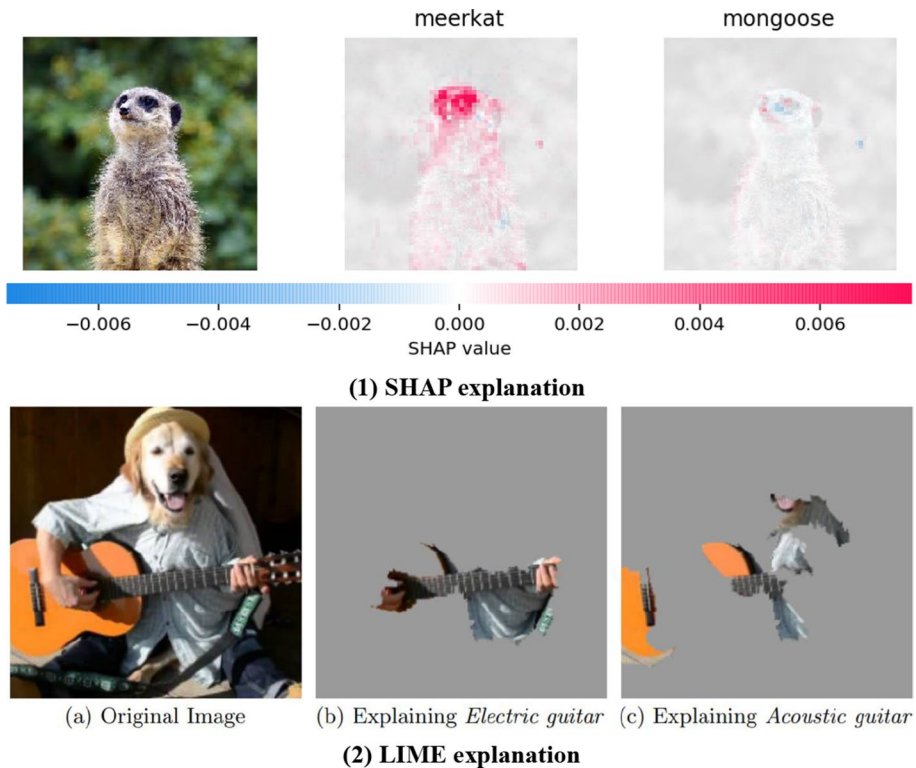 meerkat
mongoose
−0.006 −0.004 −0.002 0.000 0.002 0.004 0.006
SHAP value
(1) SHAP explanation
(a) Original Image
(b) Explaining Electric guitar
(c) Explaining Acoustic guitar
(2) LIME explanation